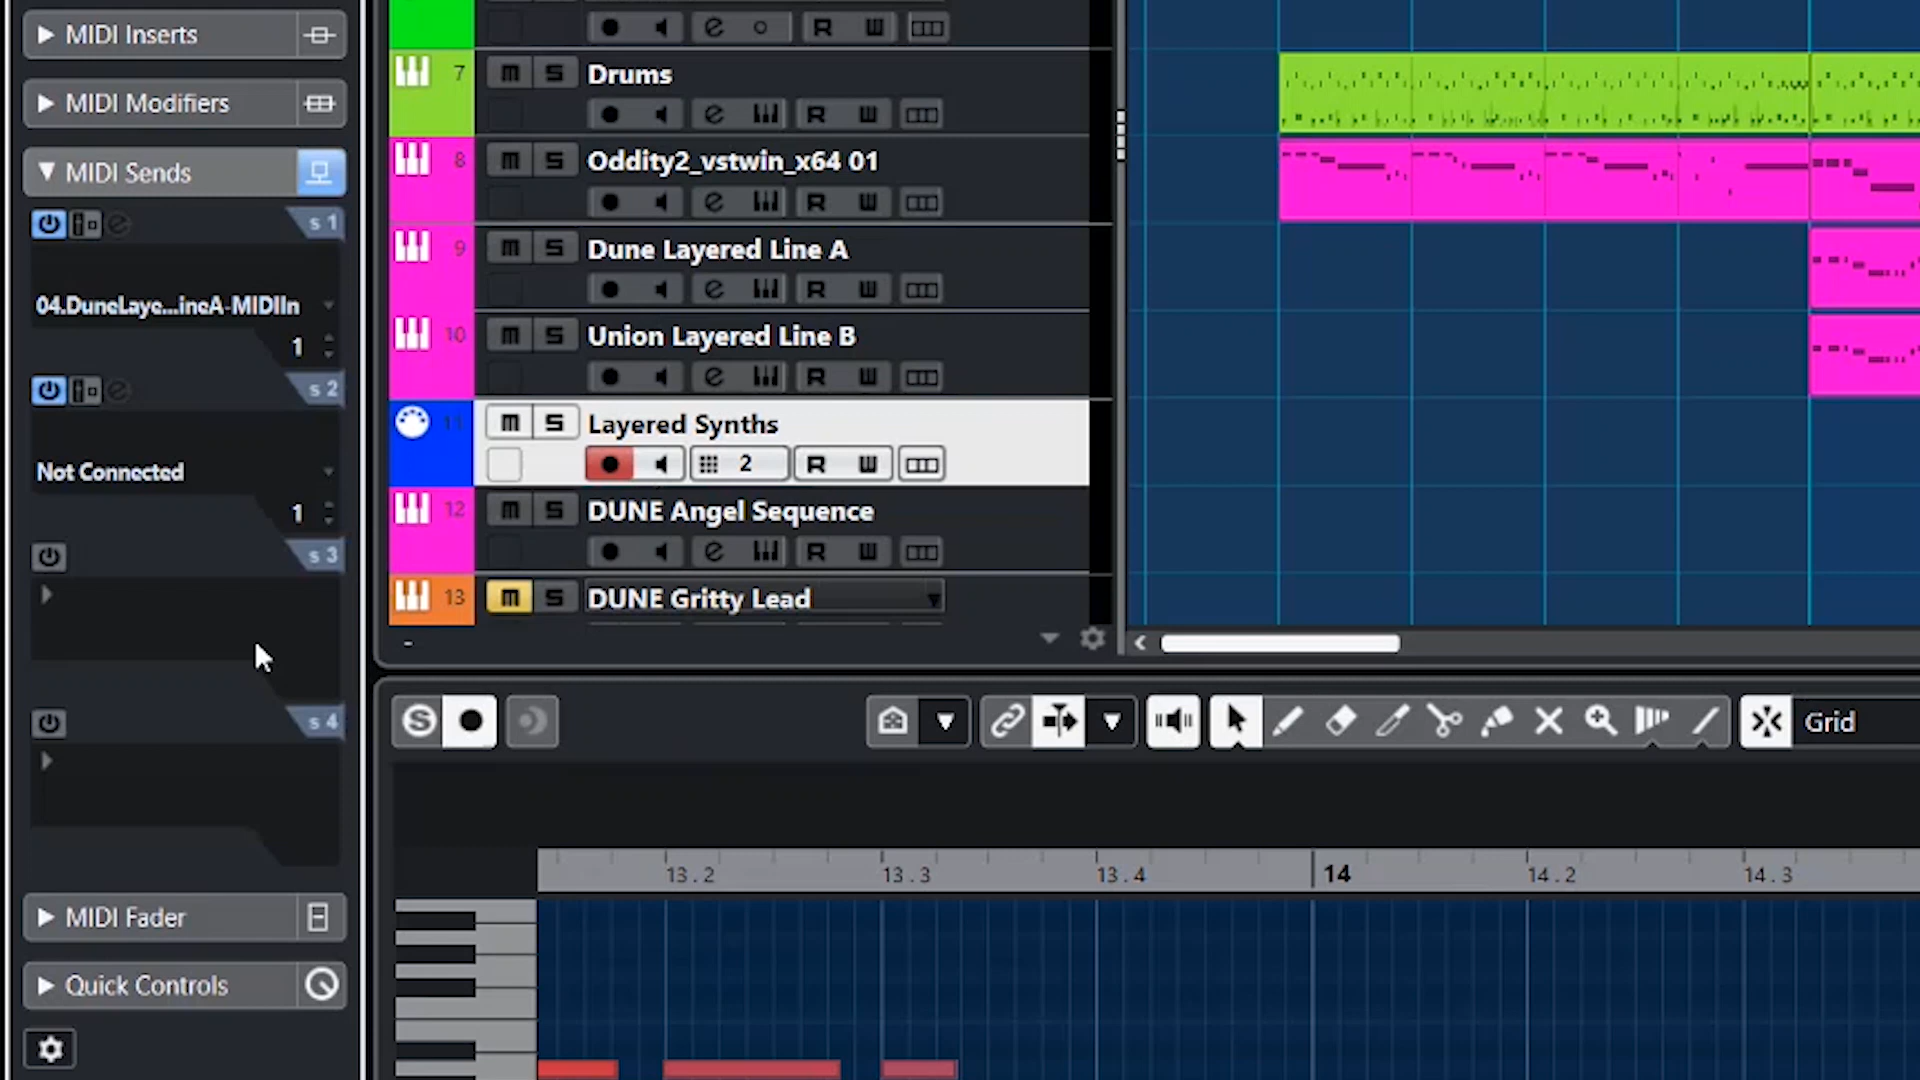 MIDI Inserts
MIDI Modifiers
MIDI Sends
s 1
04.DuneLaye...ineA-MIDIIn
1
s 2
Not Connected
1
s 3
s 4
MIDI Fader
Quick Controls
R
7 m S Drums
R
8 m S Oddity2_vstwin_x64 01
R
9 m S Dune Layered Line A
R
10 m S Union Layered Line B
R
11 m S Layered Synths
2 R
12 m S DUNE Angel Sequence
R
13 m S DUNE Gritty Lead
S
Grid
13.2 13.3 13.4 14 14.2 14.3